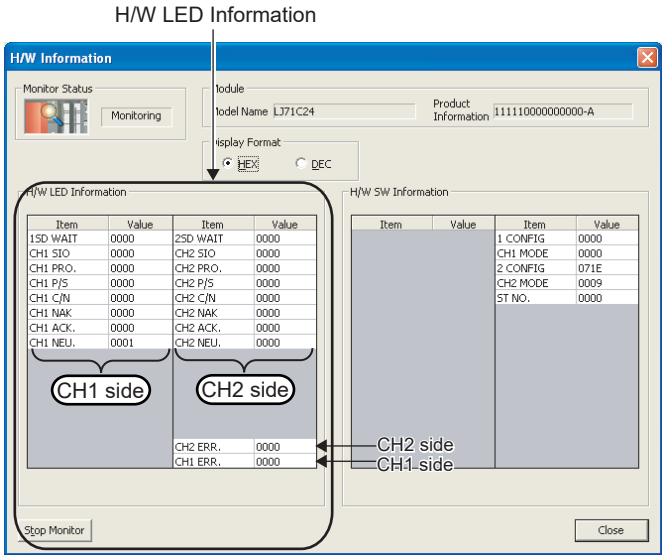 H/W LED Information
H/W Information
Monitor Status
Monitoring
Module
Model Name LJ71C24
Product Information 111110000000000-A
Display Format
HEX DEC
H/W LED Information
Item Value Item Value
1SD WAIT 0000 2SD WAIT 0000
CH1 SIO 0000 CH2 SIO 0000
CH1 PRO. 0000 CH2 PRO. 0000
CH1 P/S 0000 CH2 P/S 0000
CH1 C/N 0000 CH2 C/N 0000
CH1 NAK 0000 CH2 NAK 0000
CH1 ACK. 0000 CH2 ACK. 0000
CH1 NEU. 0001 CH2 NEU. 0000
CH1 side CH2 side
CH2 ERR. 0000 CH2 side
CH1 ERR. 0000 CH1 side
H/W SW Information
Item Value Item Value
1 CONFIG 0000
CH1 MODE 0000
2 CONFIG 071E
CH2 MODE 0009
ST NO. 0000
Stop Monitor
Close